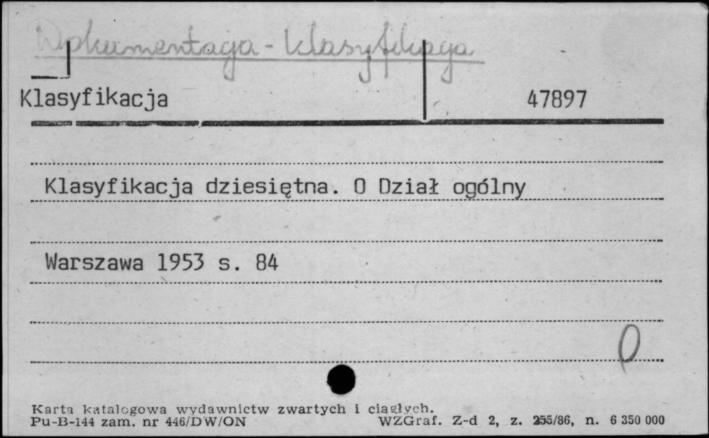 Dokumentacja - klasyfikacja
Klasyfikacja 47897
Klasyfikacja dziesiętna. O Dział ogólny
Warszawa 1953 s. 84
0
Karta katalogowa wydawnictw zwartych i ciągłych.
Pu-B-144 zam. nr 446/DW/ON WZGraf. Z-d 2, z. 255/86, n. 6 350 000